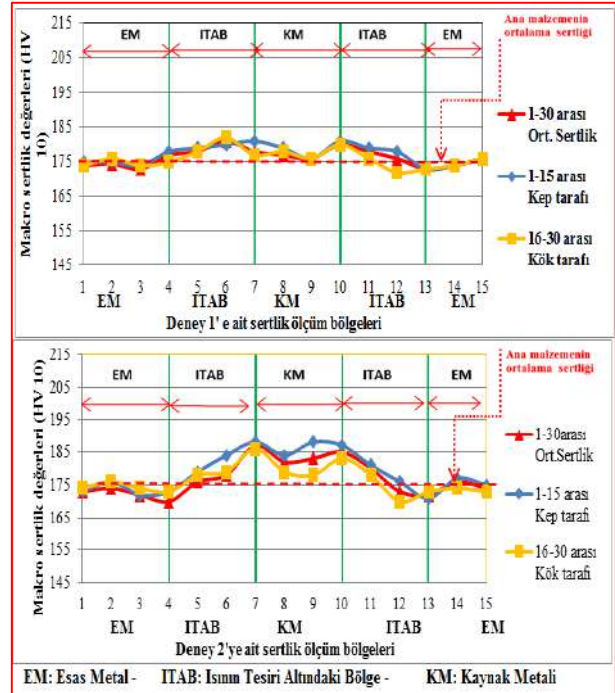 Ana malzemenin
ortalama sertliği
Makro sertlik değerleri (HV 10)
215
205
195
185
175
165
155
145
EM ITAB KM ITAB EM
1 2 3 4 5 6 7 8 9 10 11 12 13 14 15
EM ITAB KM ITAB EM
Deney 1' e ait sertlik ölçüm bölgeleri
1-30 arası
Ort. Sertlik
1-15 arası
Kep tarafı
16-30 arası
Kök tarafı
Ana malzemenin
ortalama sertliği
Makro sertlik değerleri (HV 10)
215
205
195
185
175
165
155
145
EM ITAB KM ITAB EM
1 2 3 4 5 6 7 8 9 10 11 12 13 14 15
EM ITAB KM ITAB EM
Deney 2'ye ait sertlik ölçüm bölgeleri
1-30arası
Ort.Sertlik
1-15 arası
Kep tarafı
16-30 arası
Kök tarafı
EM: Esas Metal - ITAB: Isının Tesiri Altındaki Bölge - KM: Kaynak Metali